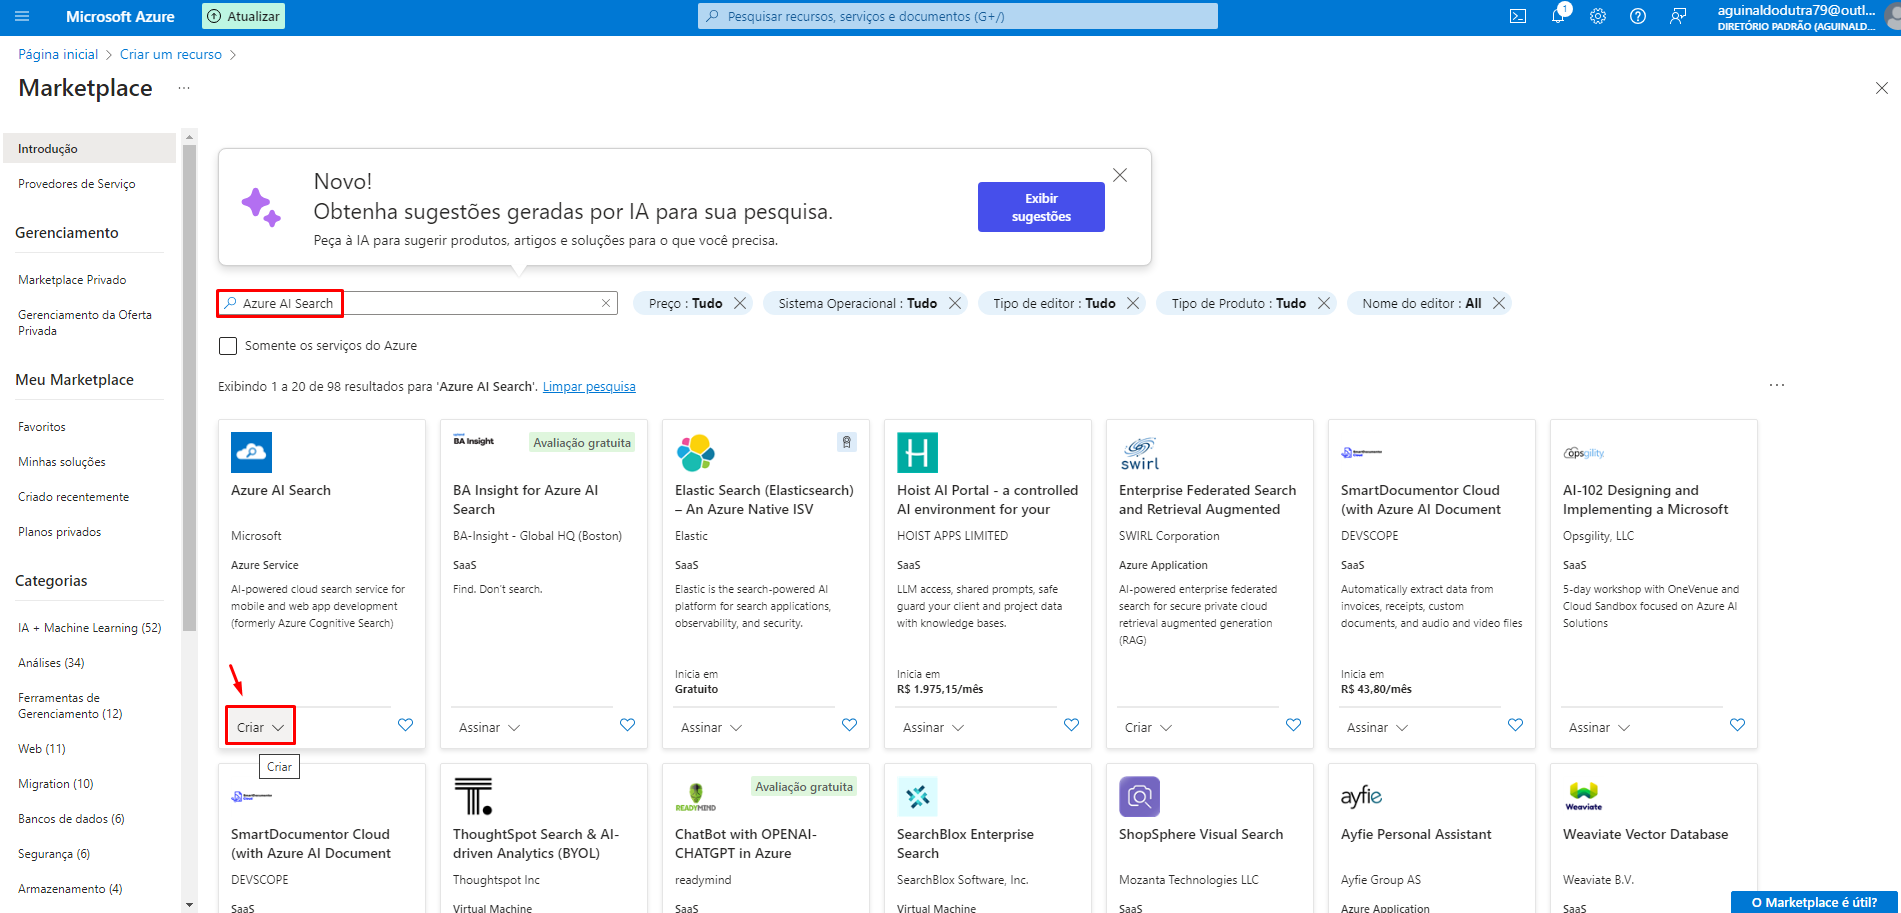 Microsoft Azure
Atualizar
Pesquisar recursos, serviços e documentos (G+/)
1
aguinaldodutra79@outl...
DIRETÓRIO PADRÃO (AGUINALD...
Página inicial > Criar um recurso >
Marketplace ...
Introdução
Provedores de Serviço
Gerenciamento
Marketplace Privado
Gerenciamento da Oferta
Privada
Meu Marketplace
Favoritos
Minhas soluções
Criado recentemente
Planos privados
Categorias
IA + Machine Learning (52)
Análises (34)
Ferramentas de
Gerenciamento (12)
Web (11)
Migration (10)
Bancos de dados (6)
Segurança (6)
Armazenamento (4)
Novo!
Obtenha sugestões geradas por IA para sua pesquisa.
Peça à IA para sugerir produtos, artigos e soluções para o que você precisa.
Exibir
sugestões
Azure AI Search
Preço : Tudo
Sistema Operacional : Tudo
Tipo de editor : Tudo
Tipo de Produto : Tudo
Nome do editor : All
Somente os serviços do Azure
Exibindo 1 a 20 de 98 resultados para 'Azure AI Search'. Limpar pesquisa
...
Azure AI Search
Microsoft
Azure Service
AI-powered cloud search service for
mobile and web app development
(formerly Azure Cognitive Search)
Criar
Criar
BA Insight
Avaliação gratuita
BA Insight for Azure AI
Search
BA-Insight - Global HQ (Boston)
SaaS
Find. Don't search.
Assinar
Elastic Search (Elasticsearch)
– An Azure Native ISV
Elastic
SaaS
Elastic is the search-powered AI
platform for search applications,
observability, and security.
Inicia em
Gratuito
Assinar
H
Hoist AI Portal - a controlled
AI environment for your
HOIST APPS LIMITED
SaaS
LLM access, shared prompts, safe
guard your client and project data
with knowledge bases.
Inicia em
R$ 1.975,15/mês
Assinar
swirl
Enterprise Federated Search
and Retrieval Augmented
SWIRL Corporation
Azure Application
AI-powered enterprise federated
search for secure private cloud
retrieval augmented generation
(RAG)
Criar
SmartDocumentor
Cloud
SmartDocumentor Cloud
(with Azure AI Document
DEVSCOPE
SaaS
Automatically extract data from
invoices, receipts, custom
documents, and audio and video files
Inicia em
R$ 43,80/mês
Assinar
opsgility
AI-102 Designing and
Implementing a Microsoft
Opsgility, LLC
SaaS
5-day workshop with OneVenue and
Cloud Sandbox focused on Azure AI
Solutions
Assinar
SmartDocumentor
Cloud
SmartDocumentor Cloud
(with Azure AI Document
DEVSCOPE
SaaS
T.
ThoughtSpot Search & AI-
driven Analytics (BYOL)
Thoughtspot Inc
Virtual Machine
READYMIND
Avaliação gratuita
ChatBot with OPENAI-
CHATGPT in Azure
readymind
SaaS
SearchBlox Enterprise
Search
SearchBlox Software, Inc.
Virtual Machine
ShopSphere Visual Search
Mozanta Technologies LLC
SaaS
ayfie
Ayfie Personal Assistant
Ayfie Group AS
Azure Application
Weaviate
Weaviate Vector Database
Weaviate B.V.
SaaS
O Marketplace é útil?